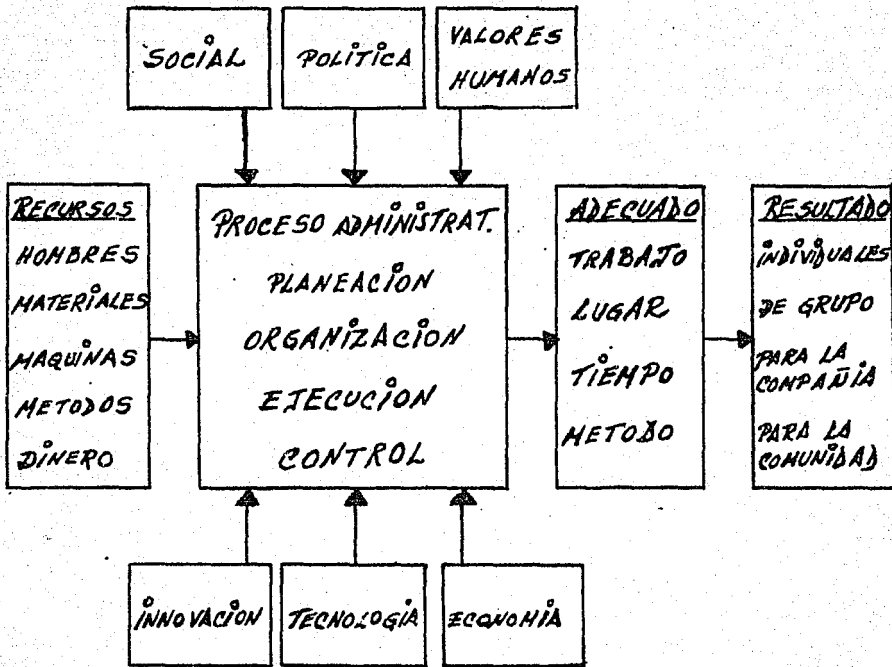 SOCIAL
POLITICA
VALORES
HUMANOS
RECURSOS
HOMBRES
MATERIALES
MAQUINAS
METODOS
DINERO
PROCESO ADMINISTRAT.
PLANEACION
ORGANIZACION
EJECUCION
CONTROL
ADECUADO
TRABAJO
LUGAR
TIEMPO
METODO
RESULTADO
INDIVIDUALES
DE GRUPO
PARA LA
COMPAÑIA
PARA LA
COMUNIDAD
INNOVACION
TECNOLOGIA
ECONOMIA